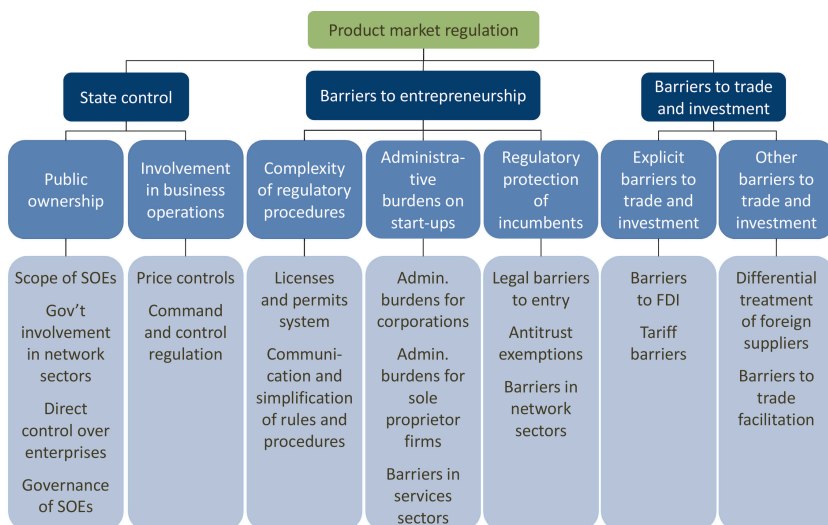 Product market regulation
State control
Barriers to entrepreneurship
Barriers to trade
and investment
Public
ownership
Involvement
in business
operations
Complexity
of regulatory
procedures
Administra-
tive
burdens on
start-ups
Regulatory
protection
of
incumbents
Explicit
barriers to
trade and
investment
Other
barriers to
trade and
investment
Scope of SOEs
Gov't
involvement
in network
sectors
Direct
control over
enterprises
Governance
of SOEs
Price controls
Command
and control
regulation
Licenses
and permits
system
Communi-
cation and
simplification
of rules and
procedures
Admin.
burdens for
corporations
Admin.
burdens for
sole
proprietor
firms
Barriers in
services
sectors
Legal barriers
to entry
Antitrust
exemptions
Barriers in
network
sectors
Barriers
to FDI
Tariff
barriers
Differential
treatment
of foreign
suppliers
Barriers to
trade
facilitation